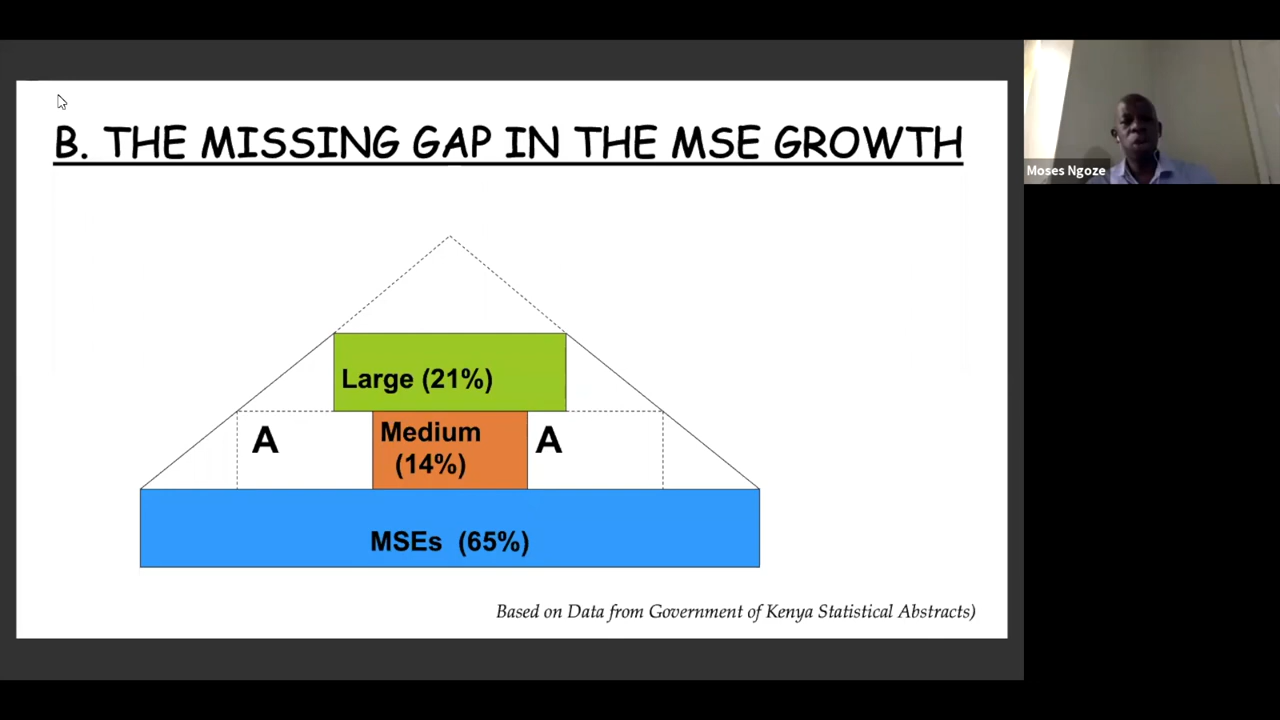 B. THE MISSING GAP IN THE MSE GROWTH
Moses Ngoze
Large (21%)
A
Medium
(14%)
A
MSEs (65%)
Based on Data from Government of Kenya Statistical Abstracts)